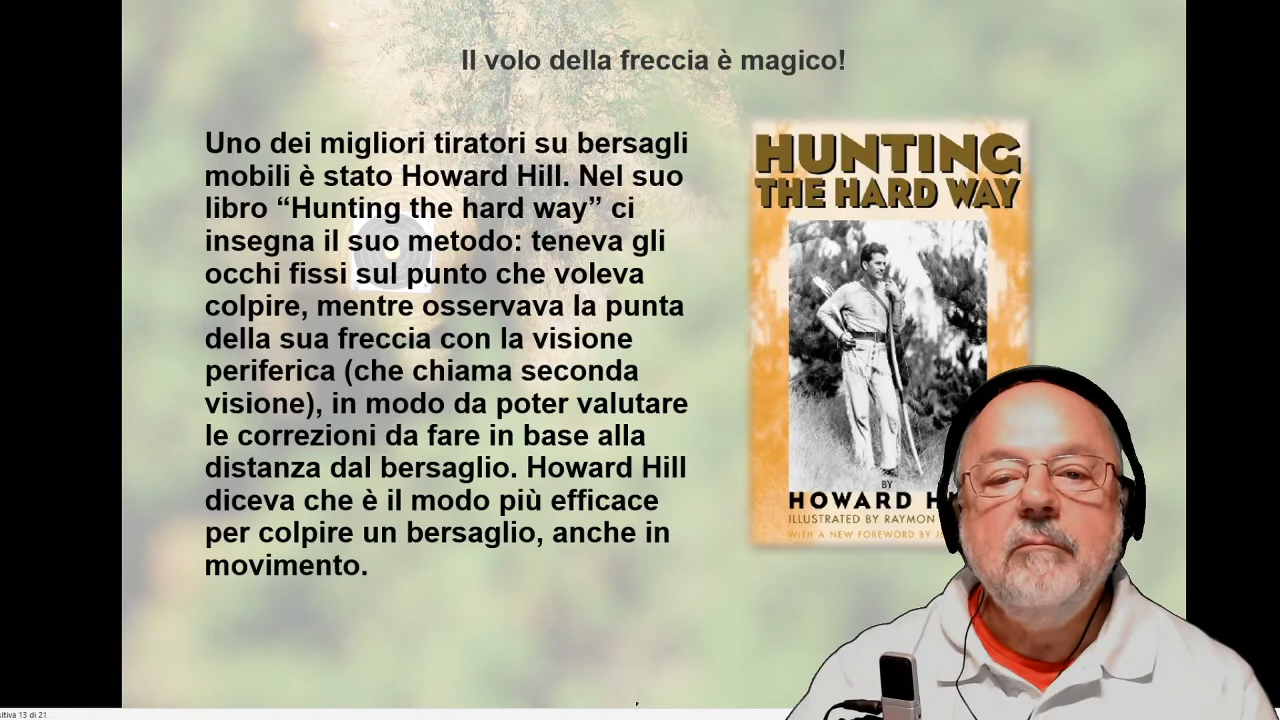 Il volo della freccia è magico!
Uno dei migliori tiratori su bersagli
mobili è stato Howard Hill. Nel suo
libro “Hunting the hard way” ci
insegna il suo metodo: teneva gli
occhi fissi sul punto che voleva
colpire, mentre osservava la punta
della sua freccia con la visione
periferica (che chiama seconda
visione), in modo da poter valutare
le correzioni da fare in base alla
distanza dal bersaglio. Howard Hill
diceva che è il modo più efficace
per colpire un bersaglio, anche in
movimento.
HUNTING
THE HARD WAY
BY
HOWARD
ILLUSTRATED BY RAYMON
WITH A NEW FOREWORD BY
sitiva 13 di 21